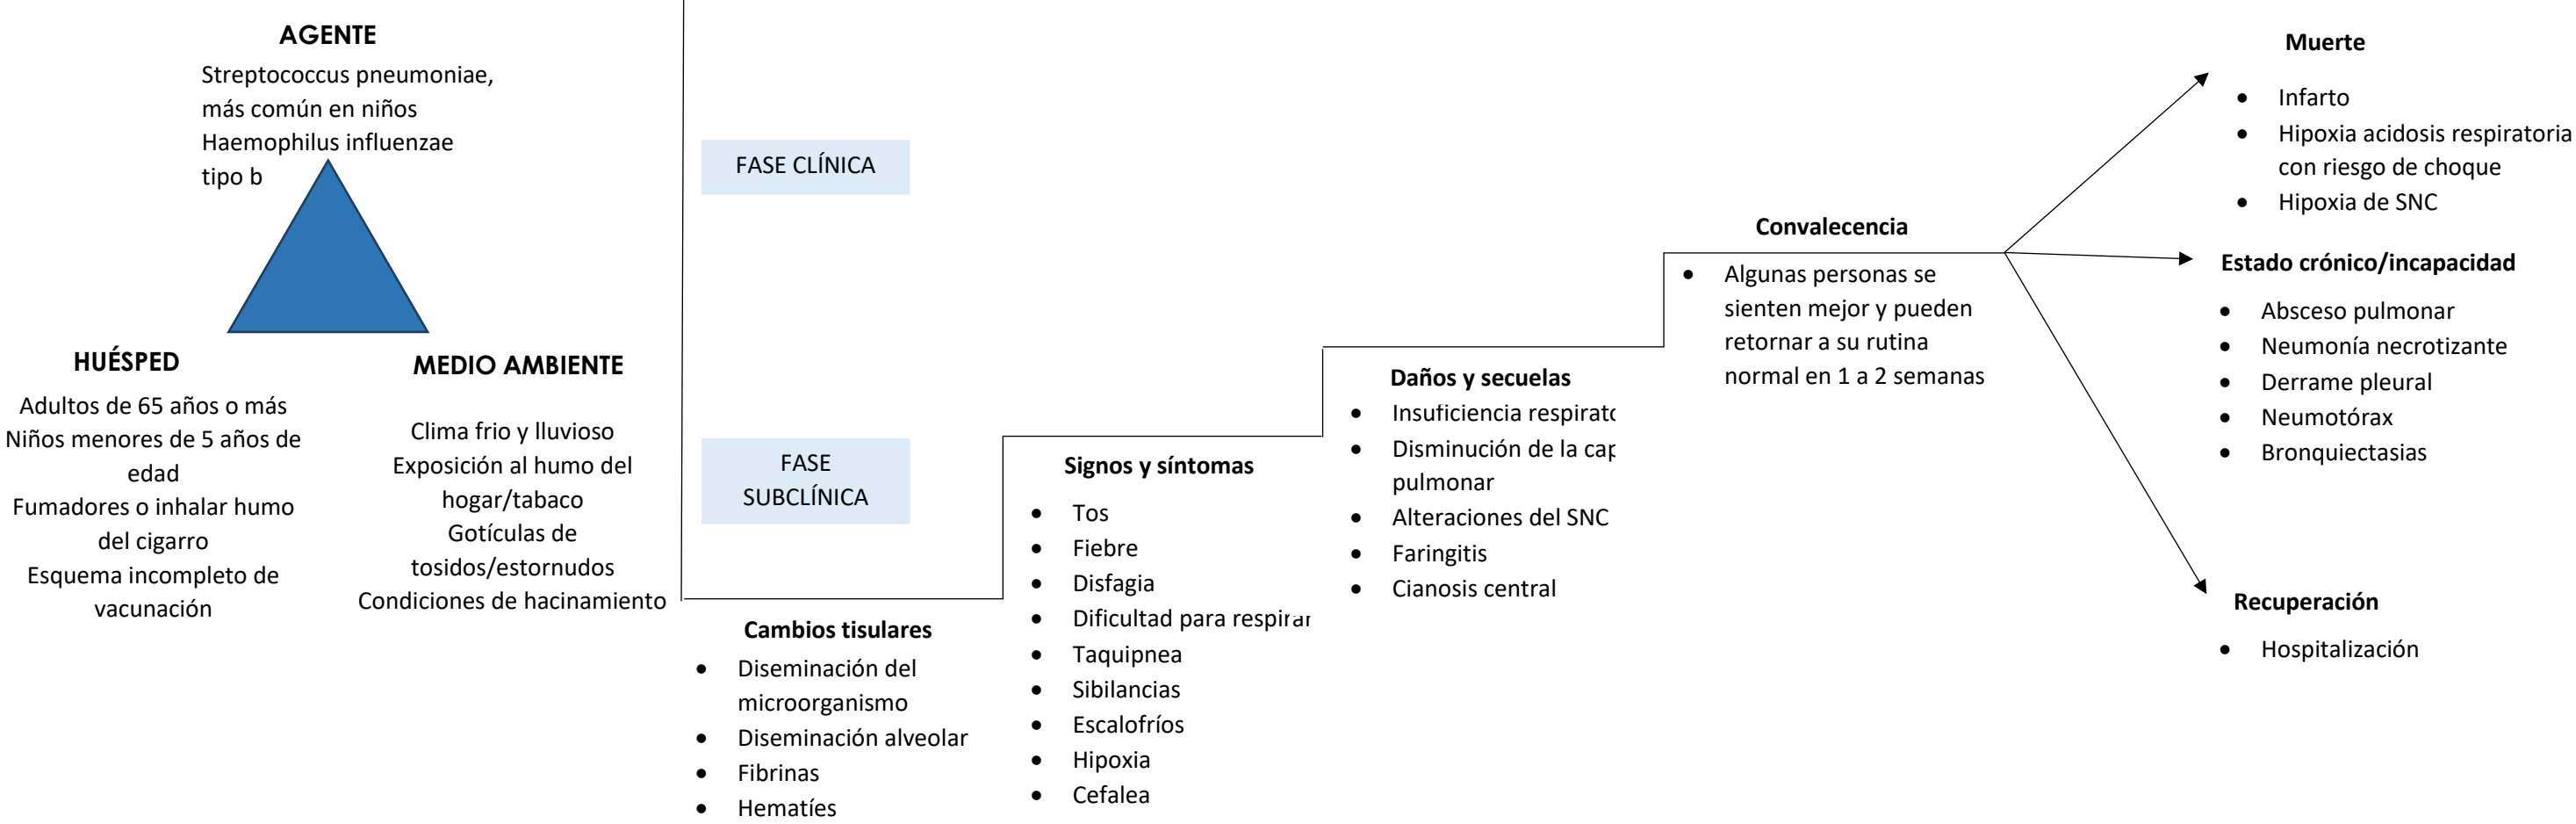 AGENTE
Streptococcus pneumoniae,
más común en niños
Haemophilus influenzae
tipo b
HUÉSPED
Adultos de 65 años o más
Niños menores de 5 años de
edad
Fumadores o inhalar humo
del cigarro
Esquema incompleto de
vacunación
MEDIO AMBIENTE
Clima frio y lluvioso
Exposición al humo del
hogar/tabaco
Gotículas de
tosidos/estornudos
Condiciones de hacinamiento
FASE CLÍNICA
FASE
SUBCLÍNICA
Cambios tisulares
• Diseminación del
microorganismo
• Diseminación alveolar
• Fibrinas
• Hematíes
Signos y síntomas
• Tos
• Fiebre
• Disfagia
• Dificultad para respirar
• Taquipnea
• Sibilancias
• Escalofríos
• Hipoxia
• Cefalea
Daños y secuelas
• Insuficiencia
• Disminución de la
pulmonar
• Alteraciones del SNC
• Faringitis
• Cianosis central
Convalecencia
• Algunas personas se
sienten mejor y pueden
retornar a su rutina
normal en 1 a 2 semanas
Muerte
• Infarto
• Hipoxia acidosis respiratoria
con riesgo de choque
• Hipoxia de SNC
Estado crónico/incapacidad
• Absceso pulmonar
• Neumonía necrotizante
• Derrame pleural
• Neumotórax
• Bronquiectasias
Recuperación
• Hospitalización